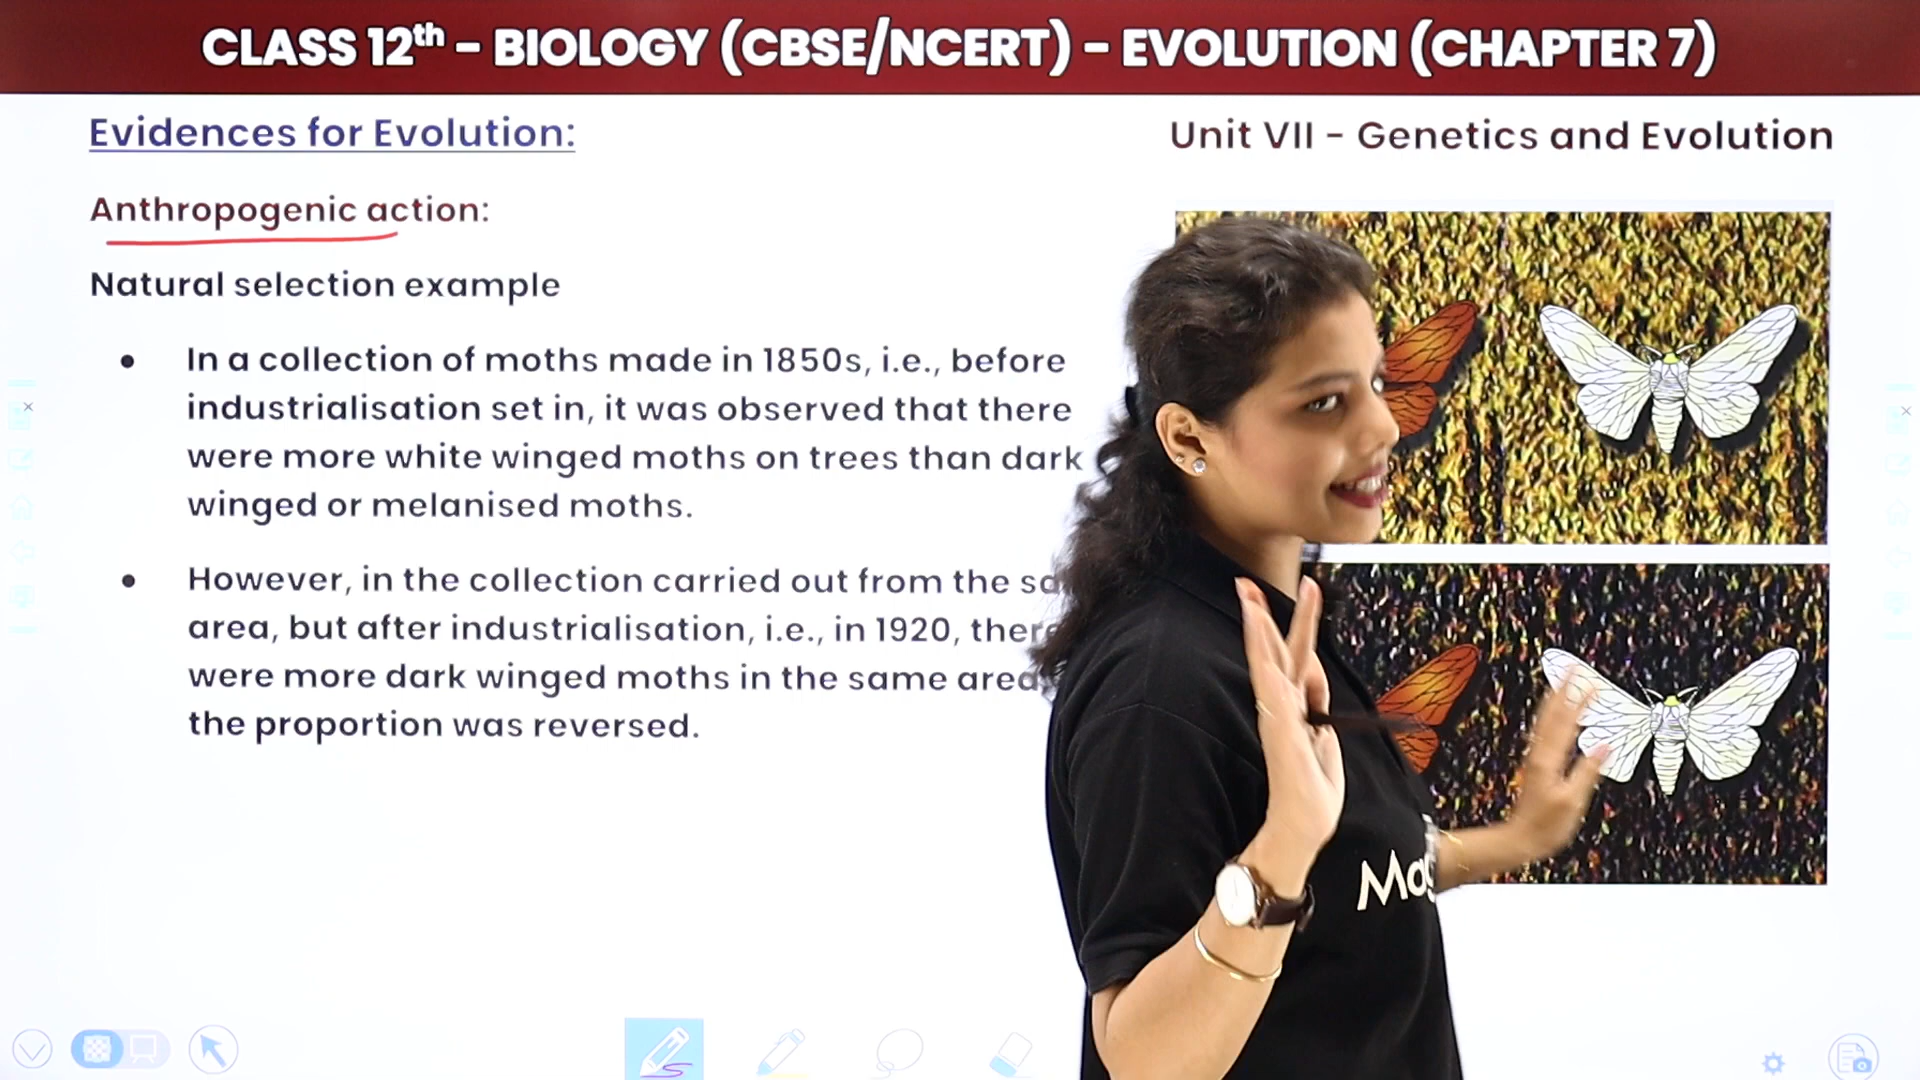 CLASS 12th – BIOLOGY (CBSE/NCERT) – EVOLUTION (CHAPTER 7)
Evidences for Evolution:
Unit VII – Genetics and Evolution
Anthropogenic action:
Natural selection example
• In a collection of moths made in 1850s, i.e., before
industrialisation set in, it was observed that there
were more white winged moths on trees than dark
winged or melanised moths.
• However, in the collection carried out from the
area, but after industrialisation, i.e., in 1920,
were more dark winged moths in the same area
the proportion was reversed.